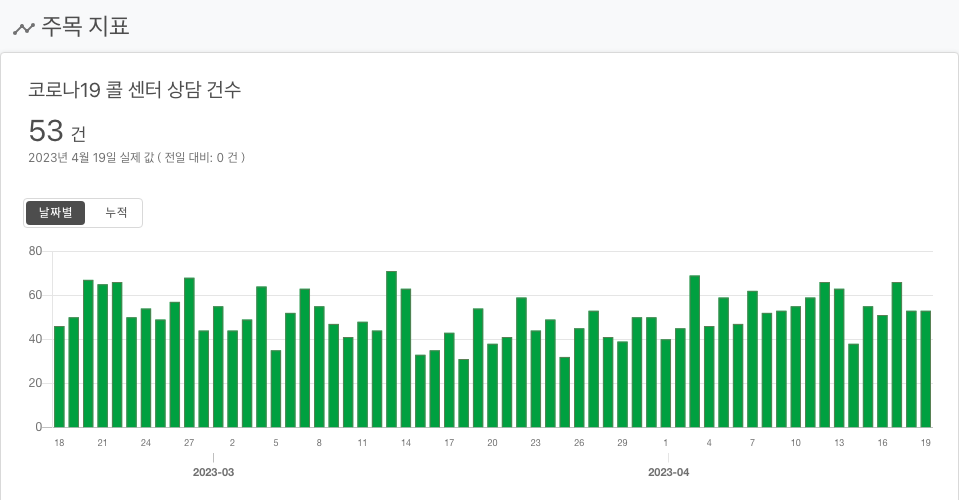 주목 지표
코로나19 콜 센터 상담 건수
53 건
2023년 4월 19일 실제 값 ( 전일 대비: 0 건 )
날짜별 누적
80
60
40
20
0
18 21 24 27 2 5 8 11 14 17 20 23 26 29 1 4 7 10 13 16 19
2023-03 2023-04